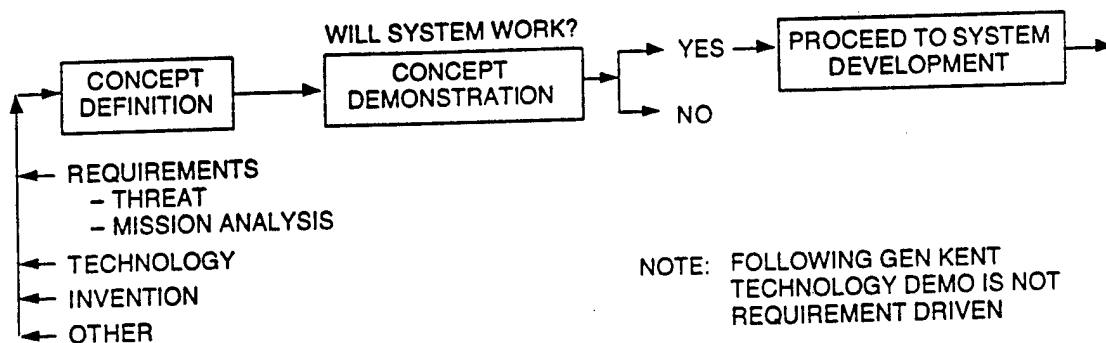 WILL SYSTEM WORK?
CONCEPT
DEFINITION
CONCEPT
DEMONSTRATION
YES
NO
PROCEED TO SYSTEM
DEVELOPMENT
REQUIREMENTS
– THREAT
– MISSION ANALYSIS
TECHNOLOGY
INVENTION
OTHER
NOTE: FOLLOWING GEN KENT
TECHNOLOGY DEMO IS NOT
REQUIREMENT DRIVEN